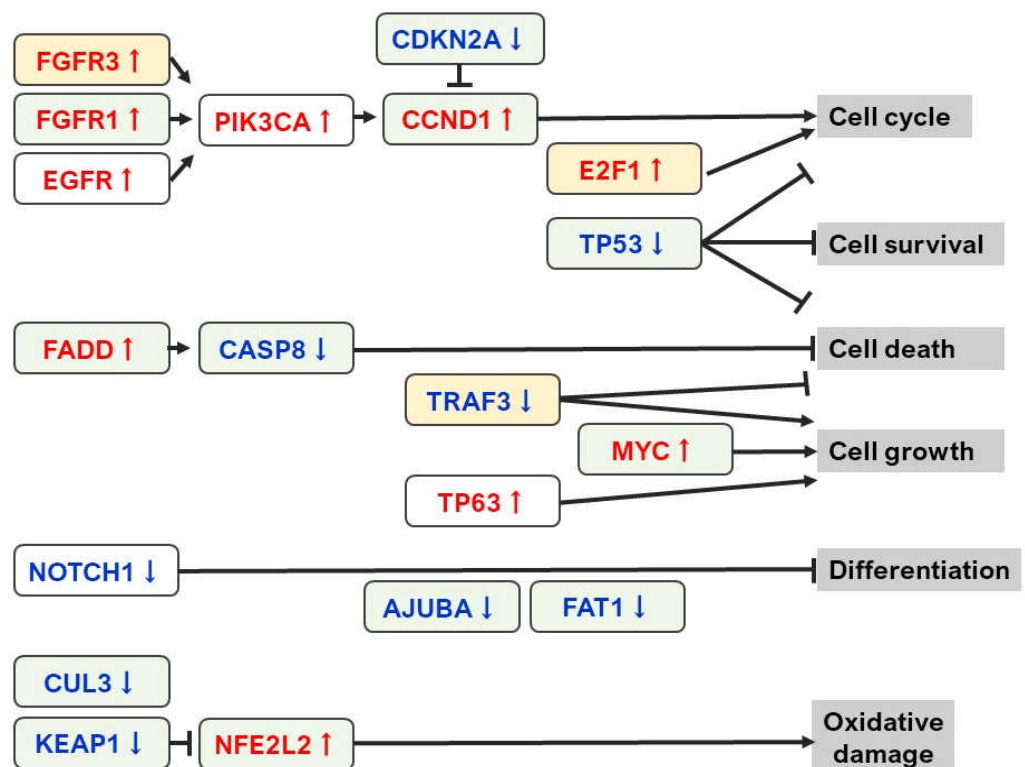 CDKN2A ↓
FGFR3 ↑
FGFR1 ↑
PIK3CA ↑
CCND1 ↑
Cell cycle
EGFR ↑
E2F1 ↑
TP53 ↓
Cell survival
FADD ↑
CASP8 ↓
Cell death
TRAF3 ↓
MYC ↑
Cell growth
TP63 ↑
NOTCH1 ↓
Differentiation
AJUBA ↓
FAT1 ↓
CUL3 ↓
KEAP1 ↓
NFE2L2 ↑
Oxidative
damage